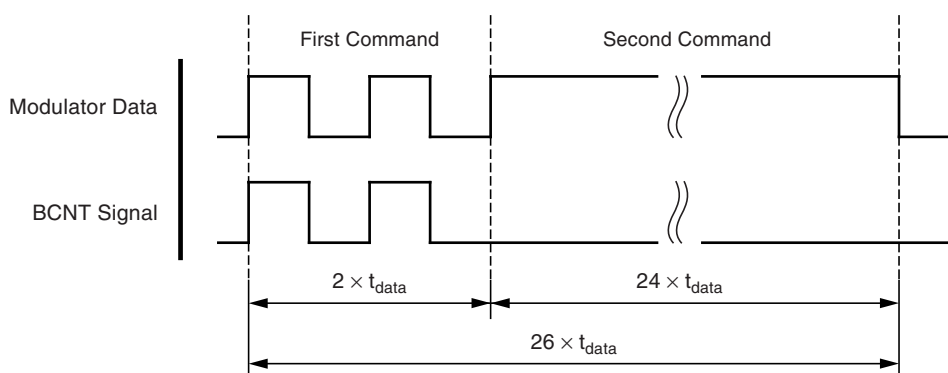 First Command
Second Command
Modulator Data
BCNT Signal
2 × tdata
24 × tdata
26 × tdata